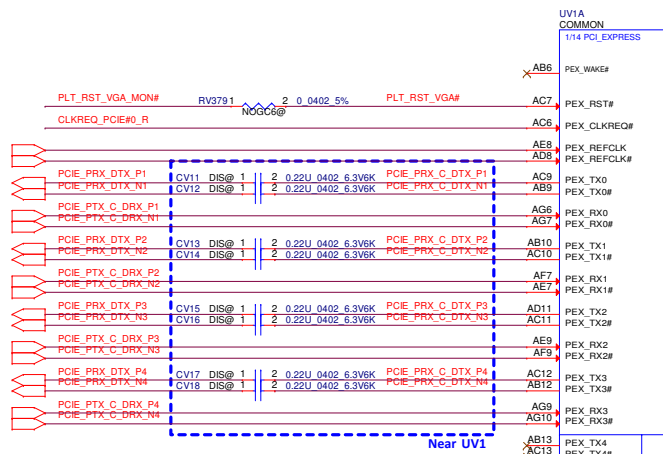 UV1A
COMMON
1/14 PCI_EXPRESS
AB6 PEX_WAKE#
PLT_RST_VGA_MON# RV379 1 2 0_0402_5% PLT_RST_VGA# AC7 PEX_RST#
NOGC6@
CLKREQ_PCIE#0_R AC6 PEX_CLKREQ#
AE8 PEX_REFCLK
AD8 PEX_REFCLK#
PCIE_PRX_DTX_P1 CV11 DIS@ 1 2 0.22U_0402_6.3V6K PCIE_PRX_C_DTX_P1 AC9 PEX_TX0
PCIE_PRX_DTX_N1 CV12 DIS@ 1 2 0.22U_0402_6.3V6K PCIE_PRX_C_DTX_N1 AB9 PEX_TX0#
PCIE_PTX_C_DRX_P1 AG6 PEX_RX0
PCIE_PTX_C_DRX_N1 AG7 PEX_RX0#
PCIE_PRX_DTX_P2 CV13 DIS@ 1 2 0.22U_0402_6.3V6K PCIE_PRX_C_DTX_P2 AB10 PEX_TX1
PCIE_PRX_DTX_N2 CV14 DIS@ 1 2 0.22U_0402_6.3V6K PCIE_PRX_C_DTX_N2 AC10 PEX_TX1#
PCIE_PTX_C_DRX_P2 AF7 PEX_RX1
PCIE_PTX_C_DRX_N2 AE7 PEX_RX1#
PCIE_PRX_DTX_P3 CV15 DIS@ 1 2 0.22U_0402_6.3V6K PCIE_PRX_C_DTX_P3 AD11 PEX_TX2
PCIE_PRX_DTX_N3 CV16 DIS@ 1 2 0.22U_0402_6.3V6K PCIE_PRX_C_DTX_N3 AC11 PEX_TX2#
PCIE_PTX_C_DRX_P3 AE9 PEX_RX2
PCIE_PTX_C_DRX_N3 AF9 PEX_RX2#
PCIE_PRX_DTX_P4 CV17 DIS@ 1 2 0.22U_0402_6.3V6K PCIE_PRX_C_DTX_P4 AC12 PEX_TX3
PCIE_PRX_DTX_N4 CV18 DIS@ 1 2 0.22U_0402_6.3V6K PCIE_PRX_C_DTX_N4 AB12 PEX_TX3#
PCIE_PTX_C_DRX_P4 AG9 PEX_RX3
PCIE_PTX_C_DRX_N4 AG10 PEX_RX3#
Near UV1
AB13 PEX_TX4
AC13 PEX_TX4#